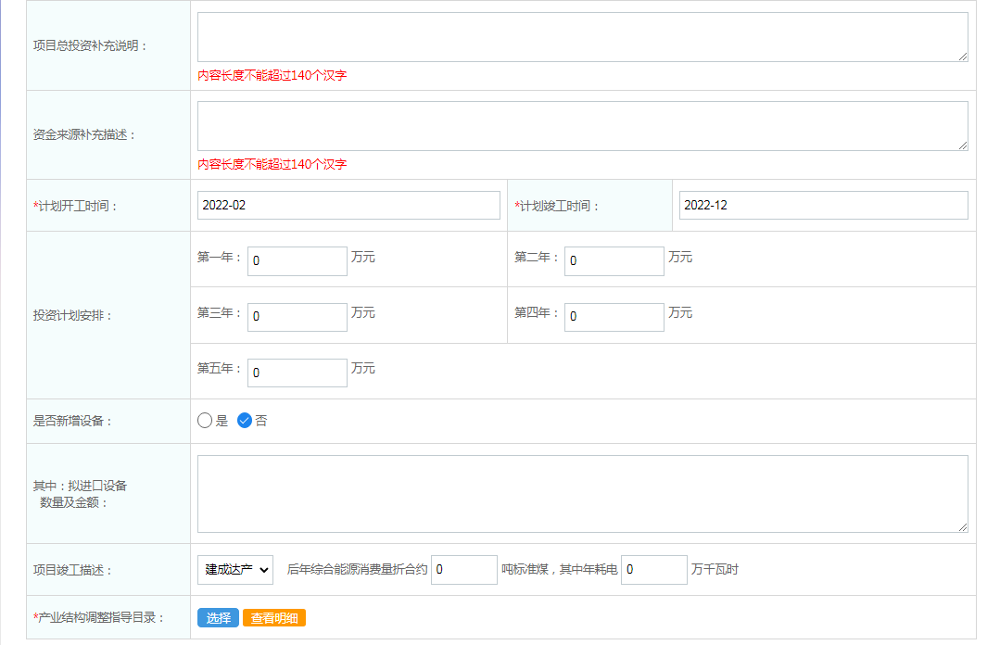 项目总投资补充说明：
内容长度不能超过140个汉字
资金来源补充描述：
内容长度不能超过140个汉字
*计划开工时间： 2022-02 *计划竣工时间： 2022-12
第一年： 0 万元 第二年： 0 万元
投资计划安排： 第三年： 0 万元 第四年： 0 万元
第五年： 0 万元
是否新增设备： 是 否
其中：拟进口设备
数量及金额：
项目竣工描述： 建成达产 后年综合能源消费量折合约 0 吨标准煤，其中年耗电 0 万千瓦时
*产业结构调整指导目录： 选择 查看明细